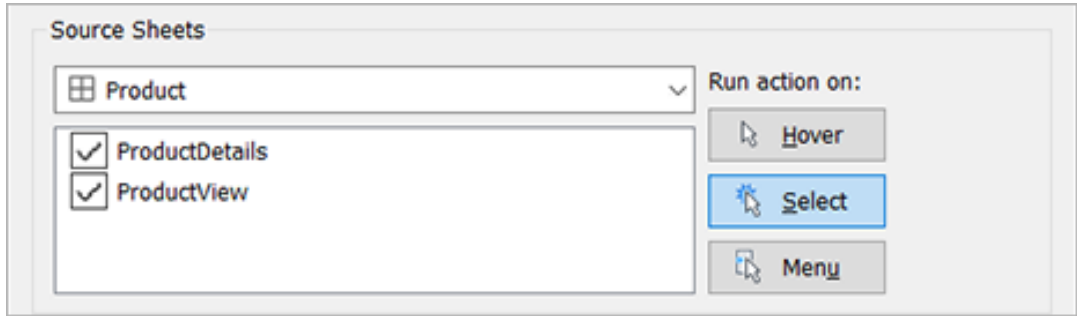 Source Sheets
Product
Run action on:
ProductDetails
ProductView
Hover
Select
Menu